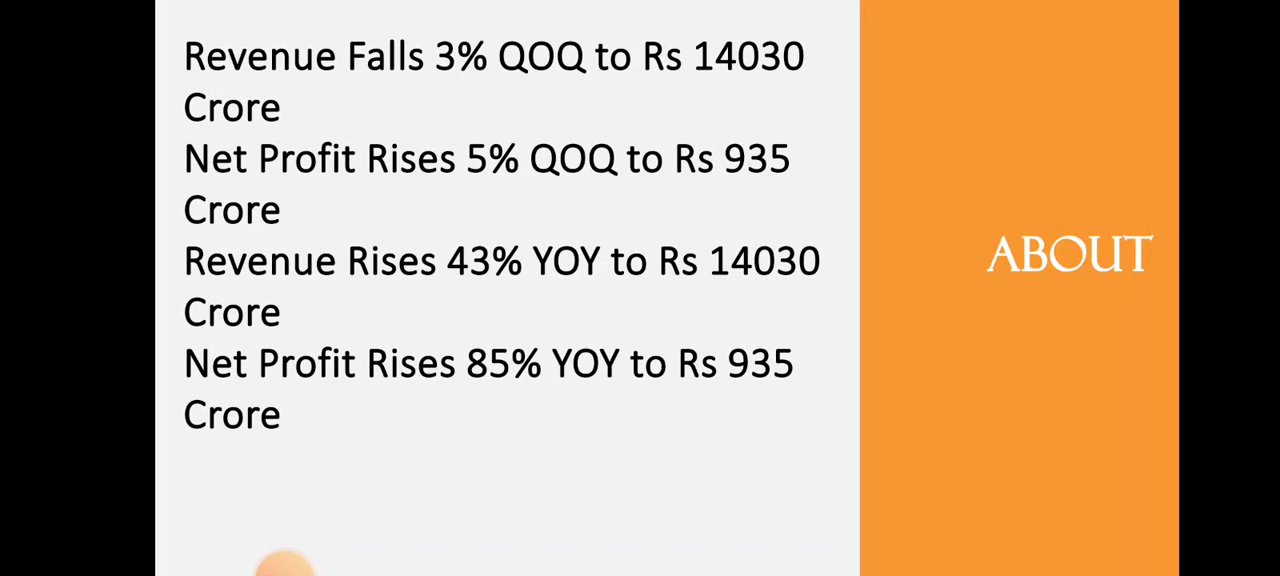 Revenue Falls 3% QOQ to Rs 14030
Crore
Net Profit Rises 5% QOQ to Rs 935
Crore
Revenue Rises 43% YOY to Rs 14030
Crore
Net Profit Rises 85% YOY to Rs 935
Crore
ABOUT